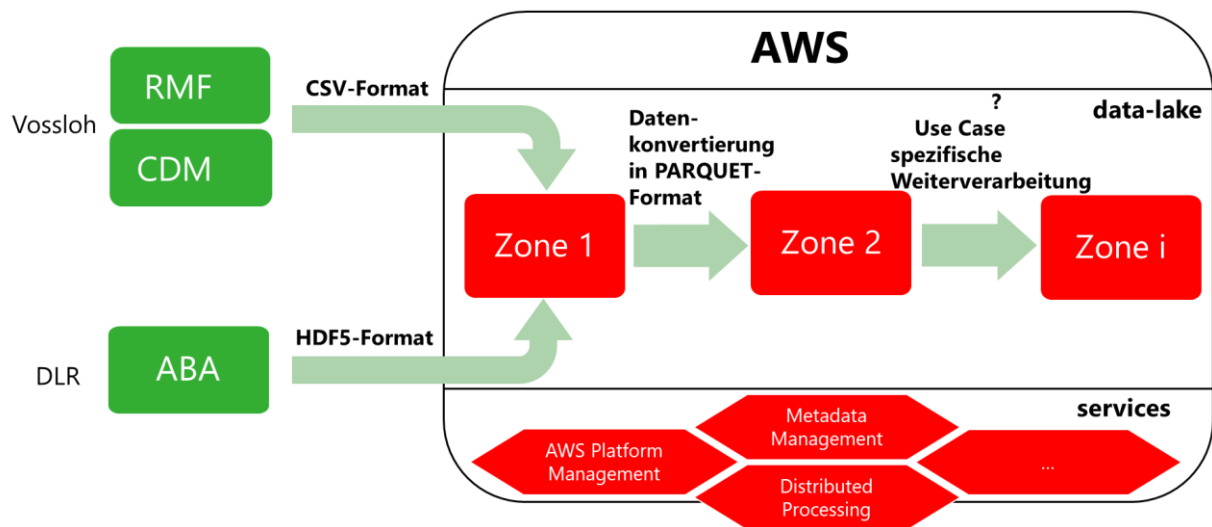 AWS
RMF
CSV-Format
?
data-lake
Vossloh
Daten-
konvertierung
in PARQUET-
Format
Use Case
spezifische
Weiterverarbeitung
CDM
Zone 1
Zone 2
Zone i
HDF5-Format
ABA
DLR
services
Metadata
Management
AWS Platform
Management
...
Distributed
Processing